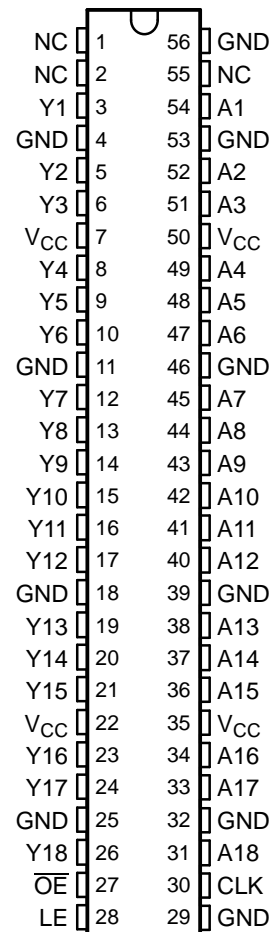 NC 1 56 GND
NC 2 55 NC
Y1 3 54 A1
GND 4 53 GND
Y2 5 52 A2
Y3 6 51 A3
VCC 7 50 VCC
Y4 8 49 A4
Y5 9 48 A5
Y6 10 47 A6
GND 11 46 GND
Y7 12 45 A7
Y8 13 44 A8
Y9 14 43 A9
Y10 15 42 A10
Y11 16 41 A11
Y12 17 40 A12
GND 18 39 GND
Y13 19 38 A13
Y14 20 37 A14
Y15 21 36 A15
VCC 22 35 VCC
Y16 23 34 A16
Y17 24 33 A17
GND 25 32 GND
Y18 26 31 A18
O̅E̅ 27 30 CLK
LE 28 29 GND